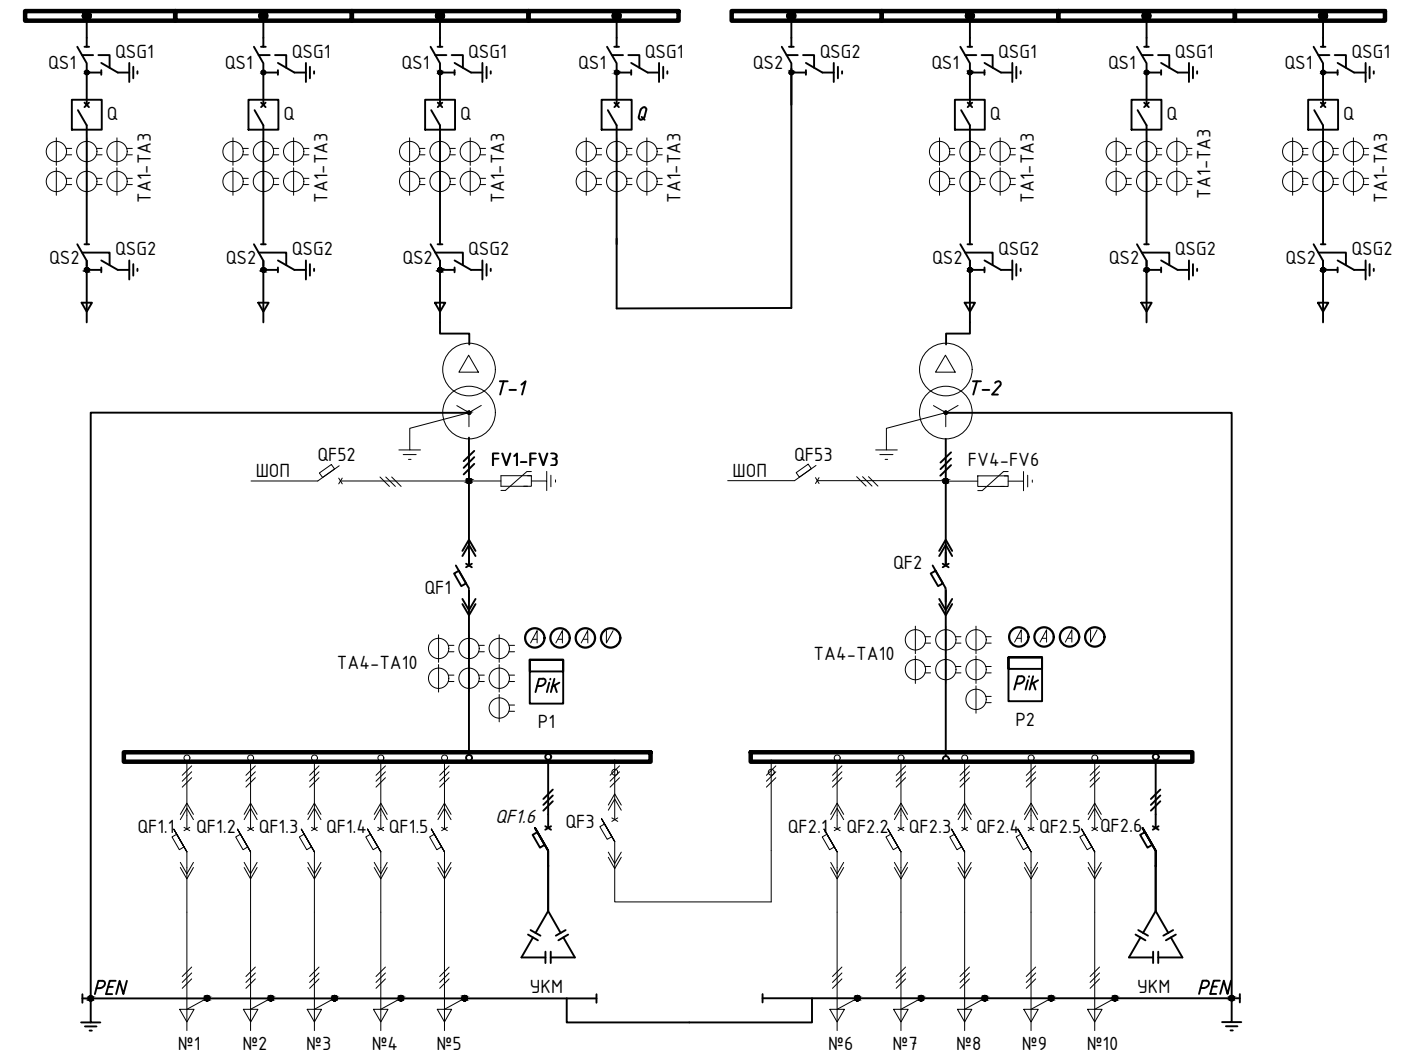 QSG1 QSG1 QSG1 QSG1 QSG2 QSG1 QSG1 QSG1
QS1 QS1 QS1 QS1 QS2 QS1 QS1 QS1
Q Q Q Q Q Q Q
TA1-TA3 TA1-TA3 TA1-TA3 TA1-TA3 TA1-TA3 TA1-TA3 TA1-TA3
QSG2 QSG2 QSG2 QSG2 QSG2 QSG2
QS2 QS2 QS2 QS2 QS2 QS2
T-1 T-2
QF52 FV1-FV3 QF53 FV4-FV6
ШОП ШОП
QF1 QF2
A A A V A A A V
TA4-TA10 TA4-TA10
Pik Pik
P1 P2
QF1.1 QF1.2 QF1.3 QF1.4 QF1.5 QF1.6 QF3 QF2.1 QF2.2 QF2.3 QF2.4 QF2.5 QF2.6
PEN УКМ УКМ PEN
№1 №2 №3 №4 №5 №6 №7 №8 №9 №10